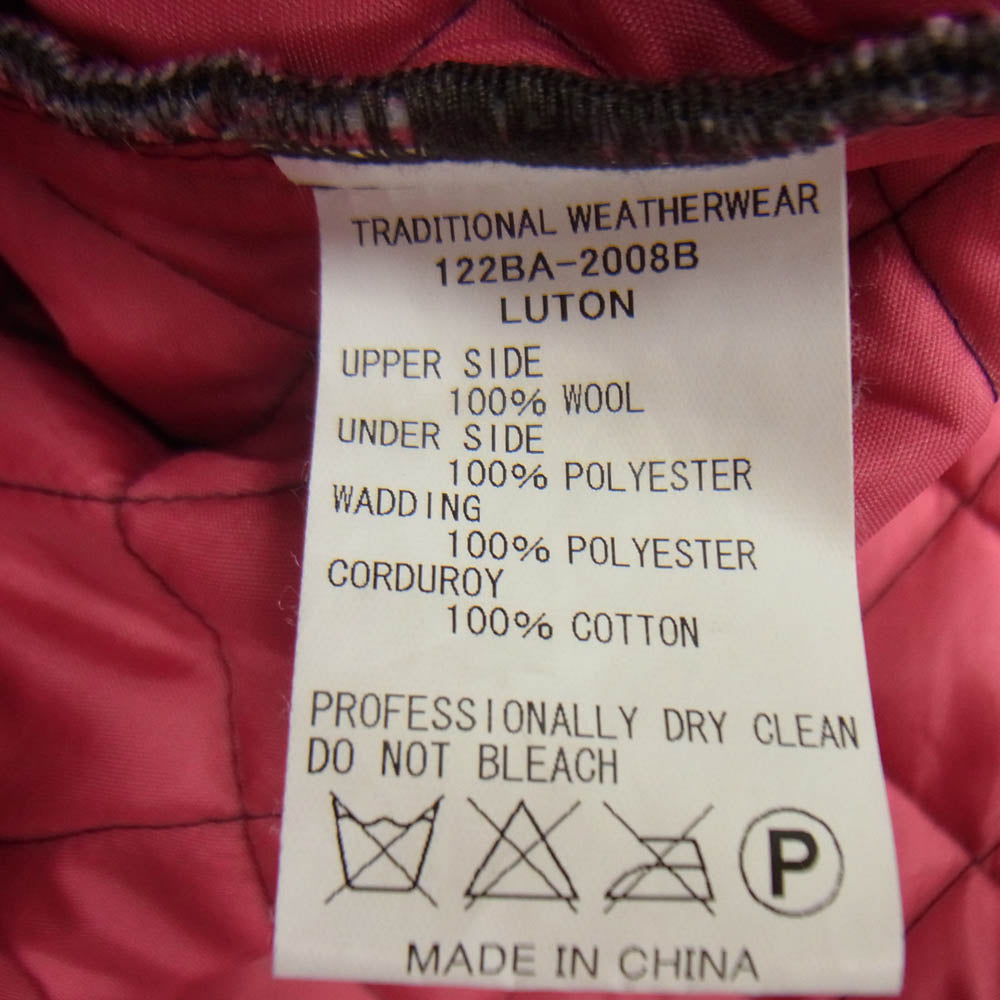 TRADITIONAL WEATHERWEAR
122BA-2008B
LUTON
UPPER SIDE
100% WOOL
UNDER SIDE
100% POLYESTER
WADDING
100% POLYESTER
CORDUROY
100% COTTON
PROFESSIONALLY DRY CLEAN
DO NOT BLEACH
P
MADE IN CHINA